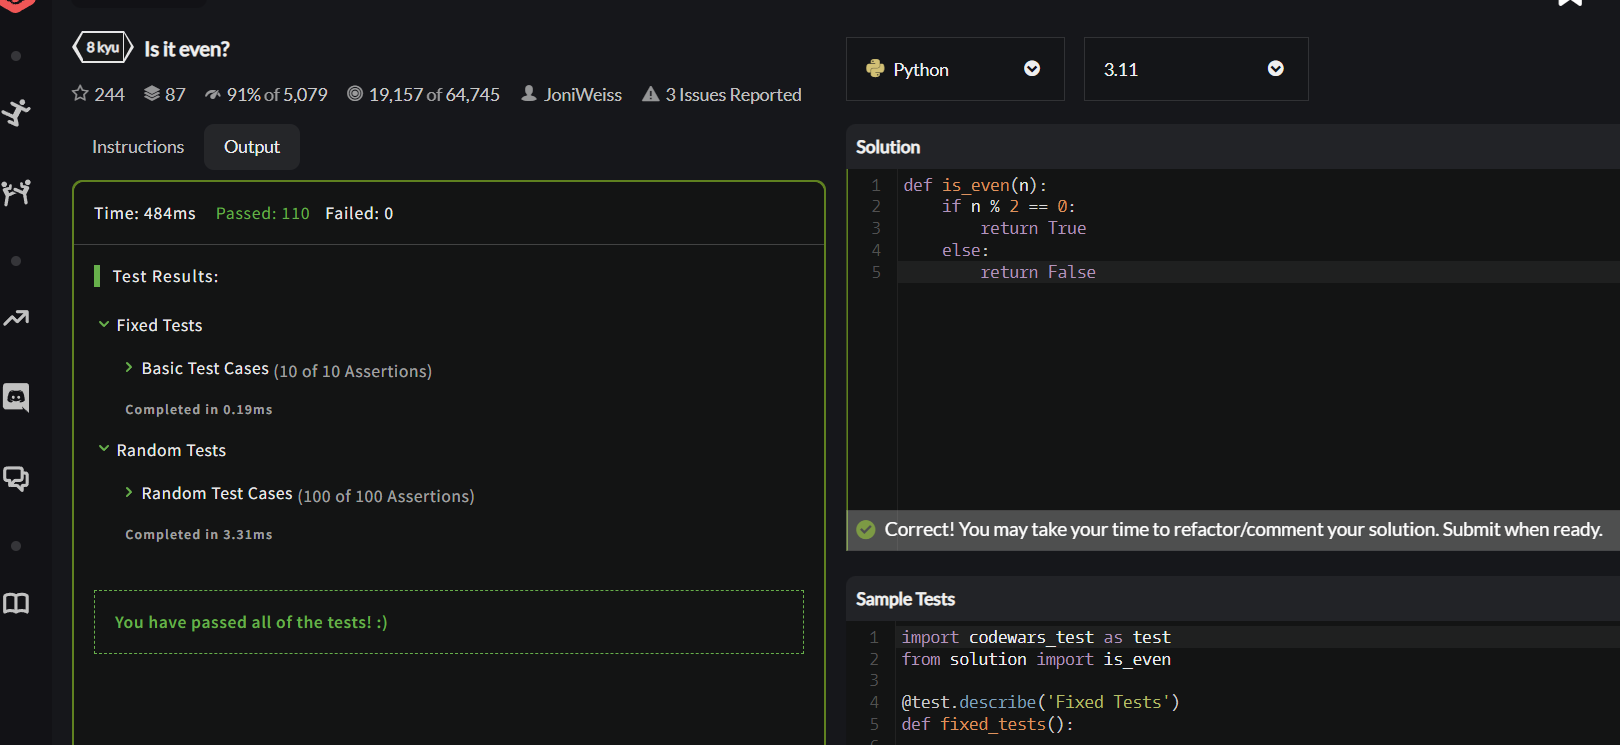 8 kyu Is it even?
244 87 91% of 5,079 19,157 of 64,745 JoniWeiss 3 Issues Reported
Instructions Output
Time: 484ms Passed: 110 Failed: 0
Test Results:
Fixed Tests
Basic Test Cases (10 of 10 Assertions)
Completed in 0.19ms
Random Tests
Random Test Cases (100 of 100 Assertions)
Completed in 3.31ms
You have passed all of the tests! :)
Python 3.11
Solution
1 def is_even(n):
2     if n % 2 == 0:
3         return True
4     else:
5         return False
Correct! You may take your time to refactor/comment your solution. Submit when ready.
Sample Tests
1 import codewars_test as test
2 from solution import is_even
3
4 @test.describe('Fixed Tests')
5 def fixed_tests():